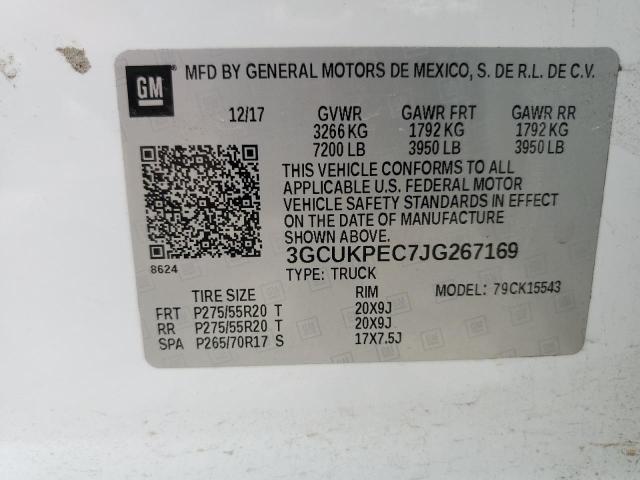 GM MFD BY GENERAL MOTORS DE MEXICO, S. DE R.L. DE C.V.
12/17 GVWR GAWR FRT GAWR RR
3266 KG 1792 KG 1792 KG
7200 LB 3950 LB 3950 LB
THIS VEHICLE CONFORMS TO ALL
APPLICABLE U.S. FEDERAL MOTOR
VEHICLE SAFETY STANDARDS IN EFFECT
ON THE DATE OF MANUFACTURE
SHOWN ABOVE.
3GCUKPEC7JG267169
8624 TYPE: TRUCK
TIRE SIZE RIM MODEL: 79CK15543
FRT P275/55R20 T 20X9J
RR P275/55R20 T 20X9J
SPA P265/70R17 S 17X7.5J